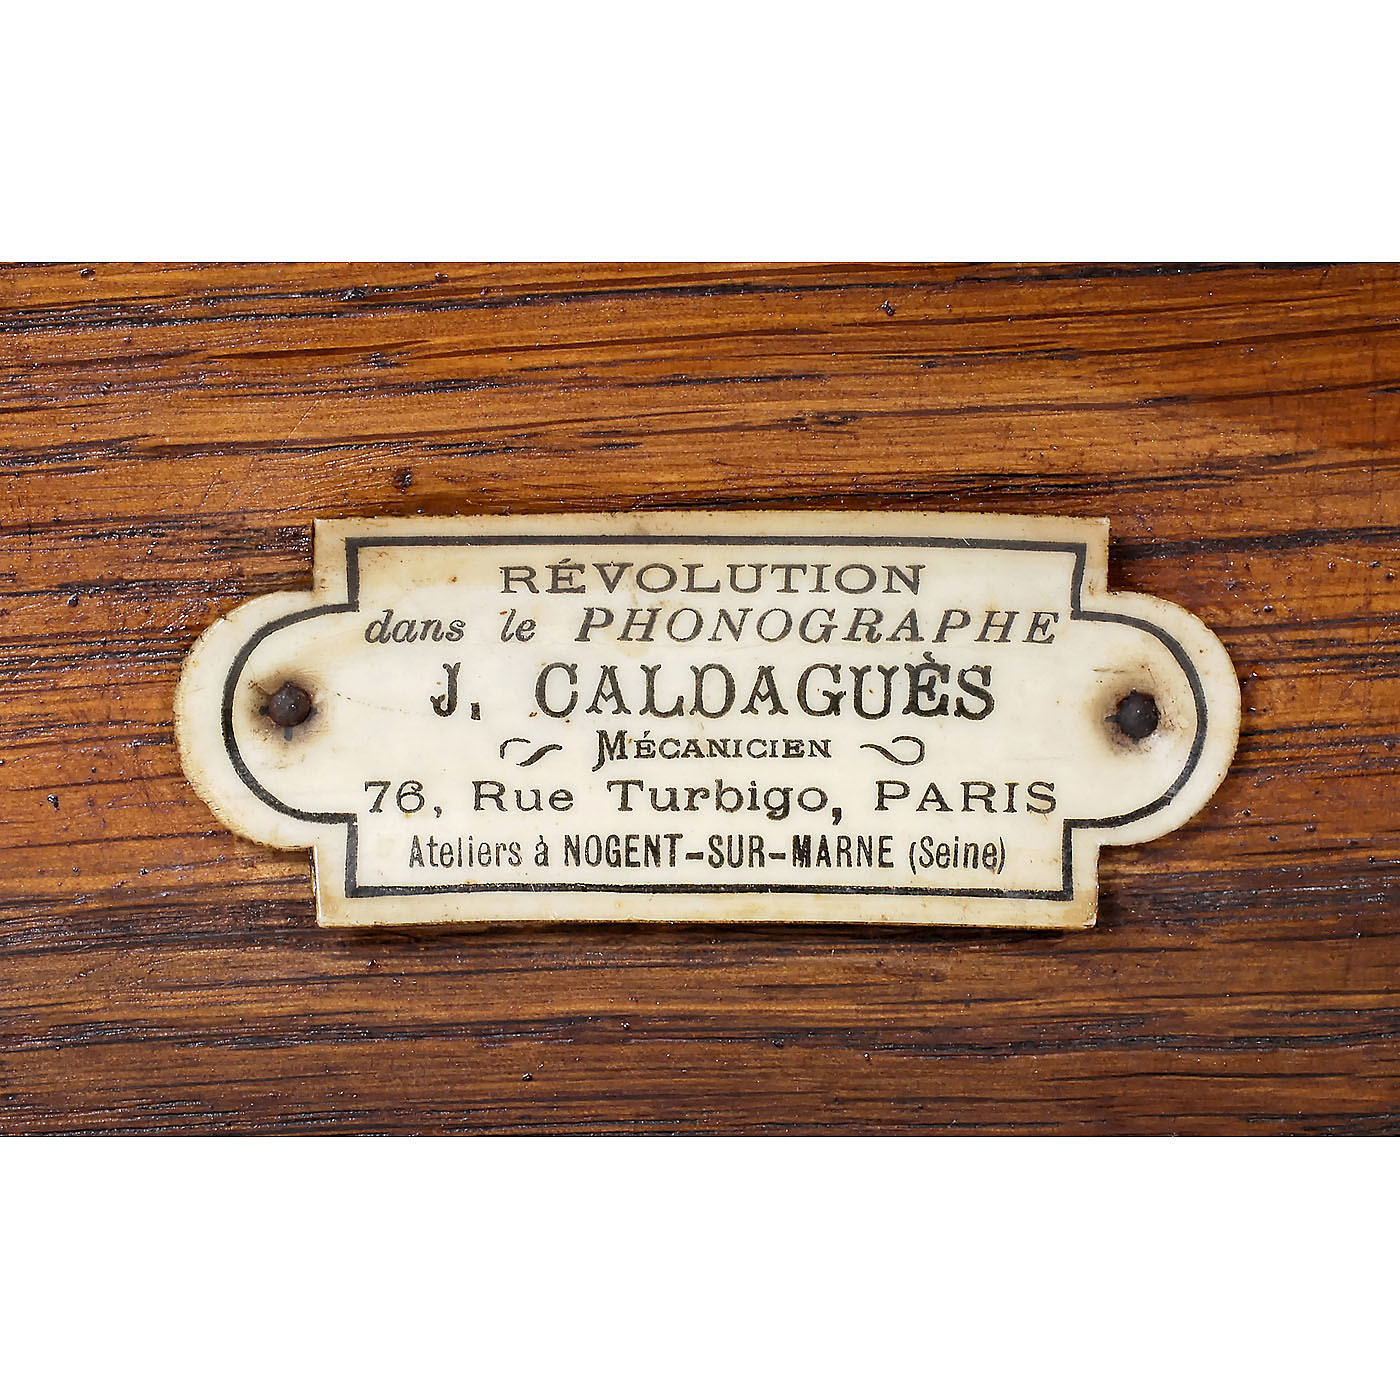 RÉVOLUTION
dans le PHONOGRAPHE
J. CALDAGUÈS
MÉCANICIEN
76, Rue Turbigo, PARIS
Ateliers à NOGENT-SUR-MARNE (Seine)